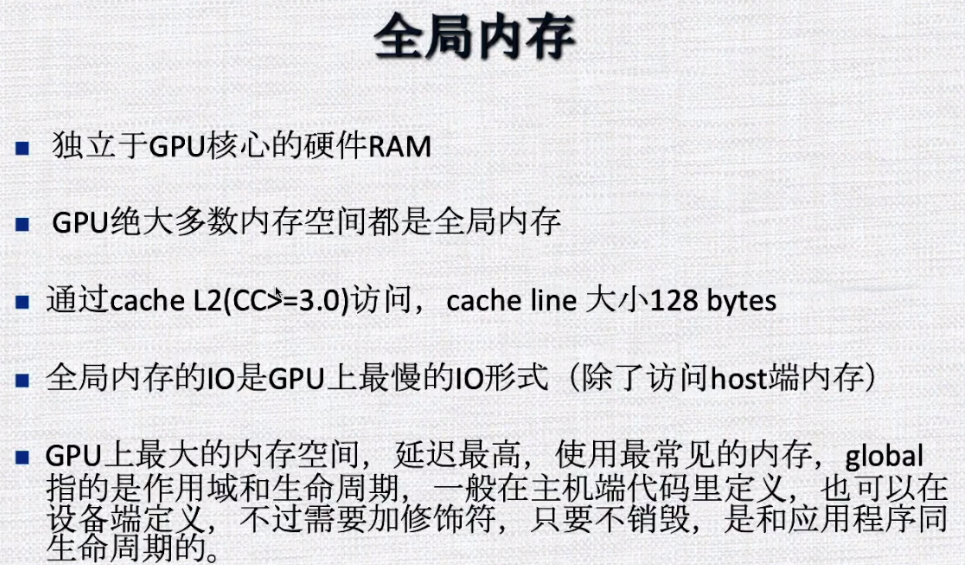 全局内存
独立于GPU核心的硬件RAM
GPU绝大多数内存空间都是全局内存
通过cache L2(CC>=3.0)访问，cache line 大小128 bytes
全局内存的IO是GPU上最慢的IO形式（除了访问host端内存）
GPU上最大的内存空间，延迟最高，使用最常见的内存，global
指的是作用域和生命周期，一般在主机端代码里定义，也可以在
设备端定义，不过需要加修饰符，只要不销毁，是和应用程序同
生命周期的。